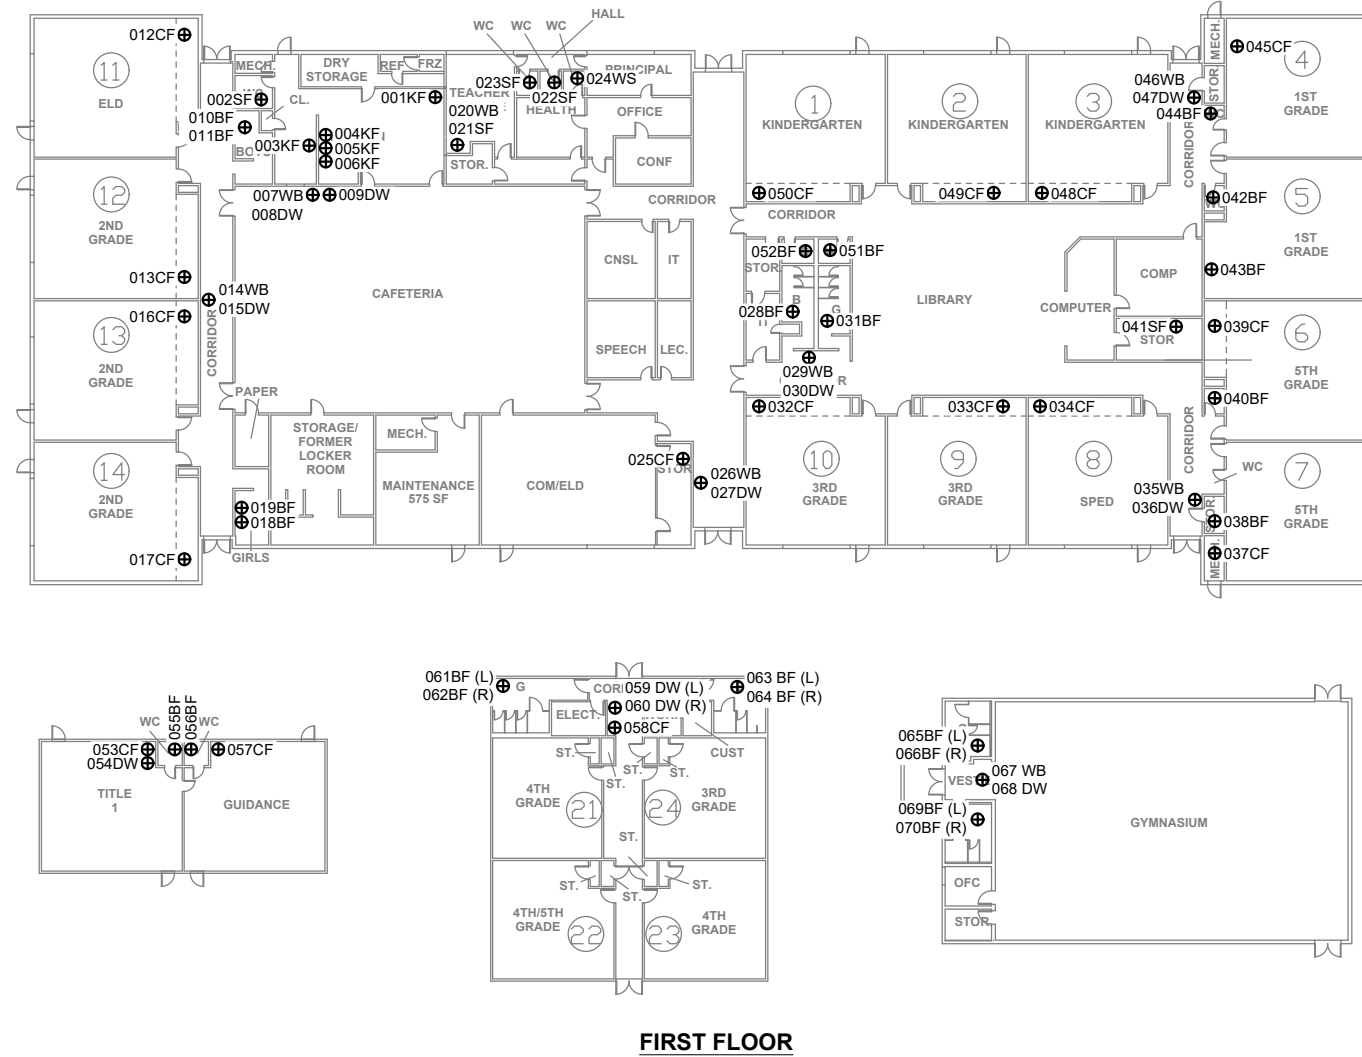 HALL
WC
WC
WC
012CF
11
ELD
MECH.
DRY
STORAGE
REF
FRZ
PRINCIPAL
023SF
022SF
024WS
TEACHER
HEALTH
OFFICE
CONF
002SF
CL.
001KF
020WB
021SF
010BF
011BF
003KF
004KF
005KF
006KF
STOR.
007WB
008DW
009DW
CORRIDOR
12
2ND
GRADE
013CF
014WB
015DW
016CF
CORRIDOR
13
2ND
GRADE
CAFETERIA
CNSL
IT
SPEECH
LEC.
PAPER
STORAGE/
FORMER
LOCKER
ROOM
MECH.
MAINTENANCE
575 SF
COM/ELD
025CF
STOR
026WB
027DW
14
2ND
GRADE
017CF
019BF
018BF
GIRLS
1
KINDERGARTEN
2
KINDERGARTEN
3
KINDERGARTEN
050CF
049CF
048CF
CORRIDOR
MECH.
STOR.
045CF
046WB
047DW
044BF
4
1ST
GRADE
CORRIDOR
042BF
5
1ST
GRADE
043BF
052BF
051BF
STOR.
B
G
028BF
031BF
029WB
030DW
LIBRARY
COMPUTER
COMP
041SF
STOR
039CF
6
5TH
GRADE
040BF
032CF
033CF
034CF
10
3RD
GRADE
9
3RD
GRADE
8
SPED
CORRIDOR
WC
035WB
036DW
STOR.
038BF
7
5TH
GRADE
037CF
MECH.
053CF
054DW
WC
055BF
056BF
WC
057CF
TITLE
1
GUIDANCE
061BF (L)
062BF (R)
G
059 DW (L)
060 DW (R)
058CF
063 BF (L)
064 BF (R)
ELECT.
CUST
ST.
ST.
ST.
ST.
4TH
GRADE
21
24
3RD
GRADE
ST.
ST.
ST.
ST.
4TH/5TH
GRADE
22
23
4TH
GRADE
065BF (L)
066BF (R)
067 WB
068 DW
069BF (L)
070BF (R)
GYMNASIUM
OFC
STOR.
FIRST FLOOR